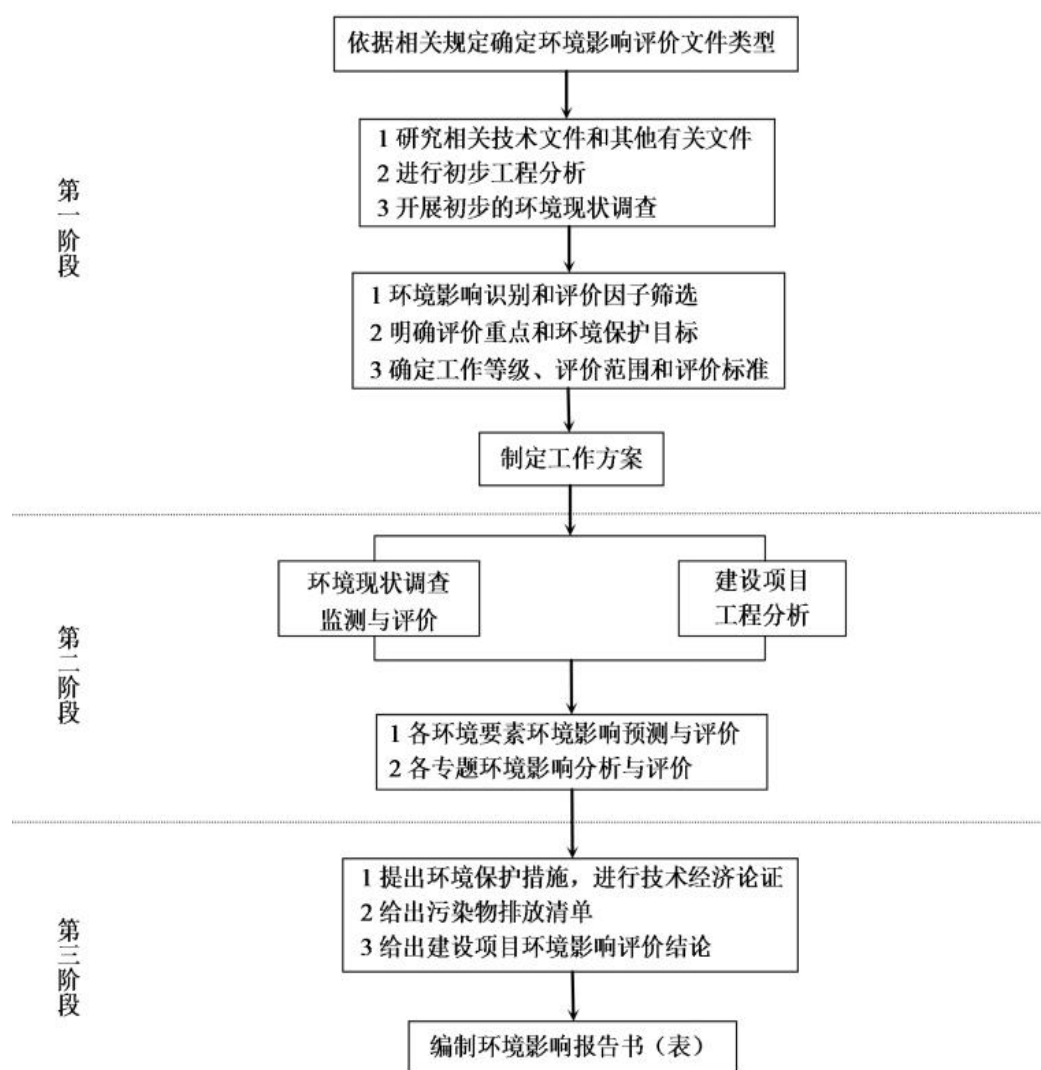 依据相关规定确定环境影响评价文件类型
1 研究相关技术文件和其他有关文件
2 进行初步工程分析
3 开展初步的环境现状调查
第一阶段
1 环境影响识别和评价因子筛选
2 明确评价重点和环境保护目标
3 确定工作等级、评价范围和评价标准
制定工作方案
环境现状调查
监测与评价
建设项目
工程分析
第二阶段
1 各环境要素环境影响预测与评价
2 各专题环境影响分析与评价
1 提出环境保护措施，进行技术经济论证
2 给出污染物排放清单
3 给出建设项目环境影响评价结论
第三阶段
编制环境影响报告书（表）